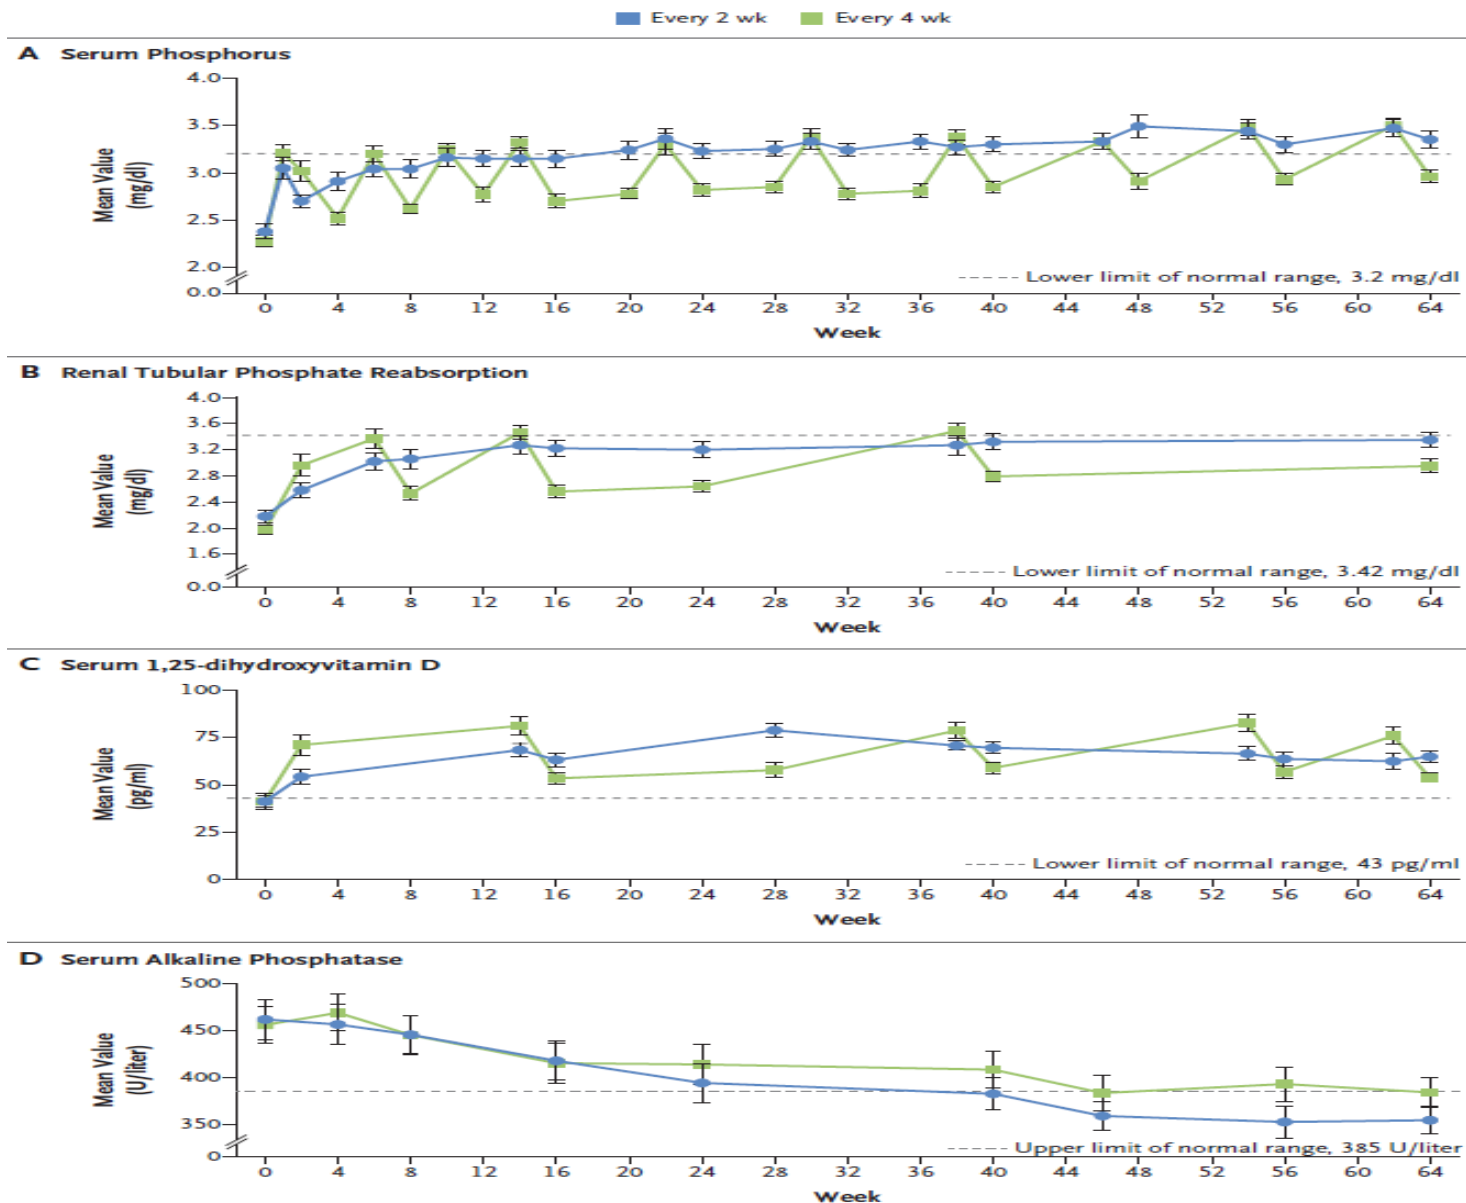 Every 2 wk Every 4 wk
A Serum Phosphorus
Mean Value
(mg/dl)
4.0
3.5
3.0
2.5
2.0
0.0
Lower limit of normal range, 3.2 mg/dl
0 4 8 12 16 20 24 28 32 36 40 44 48 52 56 60 64
Week
B Renal Tubular Phosphate Reabsorption
Mean Value
(mg/dl)
4.0
3.6
3.2
2.8
2.4
2.0
1.6
0.0
Lower limit of normal range, 3.42 mg/dl
0 4 8 12 16 20 24 28 32 36 40 44 48 52 56 60 64
Week
C Serum 1,25-dihydroxyvitamin D
Mean Value
(pg/ml)
100
75
50
25
0
Lower limit of normal range, 43 pg/ml
0 4 8 12 16 20 24 28 32 36 40 44 48 52 56 60 64
Week
D Serum Alkaline Phosphatase
Mean Value
(U/liter)
500
450
400
350
0
Upper limit of normal range, 385 U/liter
0 4 8 12 16 20 24 28 32 36 40 44 48 52 56 60 64
Week